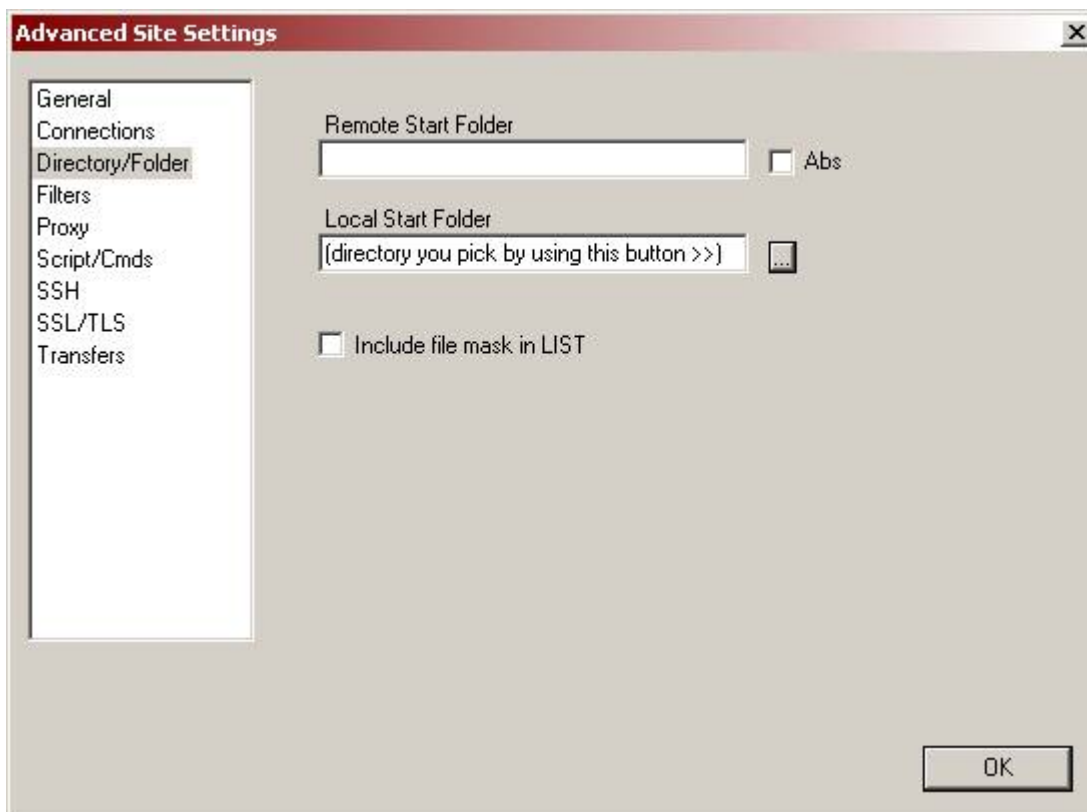 Advanced Site Settings
General
Connections
Directory/Folder
Filters
Proxy
Script/Cmds
SSH
SSL/TLS
Transfers
Remote Start Folder
Abs
Local Start Folder
(directory you pick by using this button >>)
...
Include file mask in LIST
OK